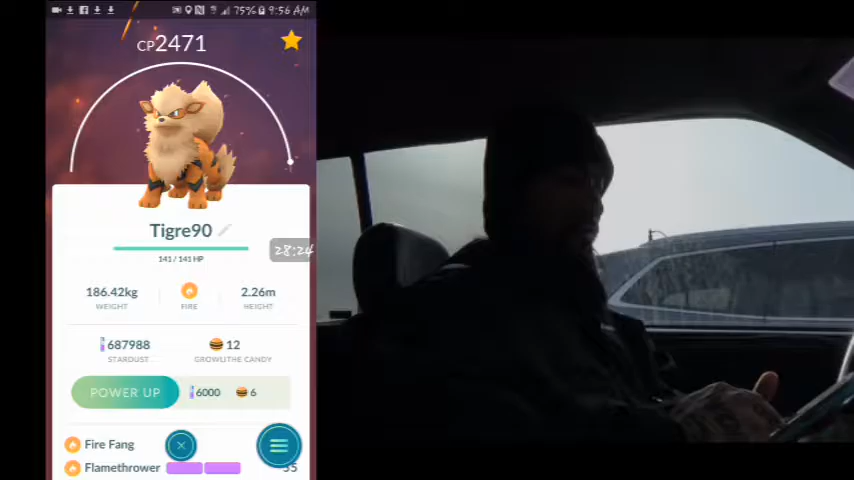 75% 9:56 AM
CP2471
Tigre90
28:24
141 / 141 HP
186.42kg
2.26m
WEIGHT
FIRE
HEIGHT
687988
12
STARDUST
GROWLITHE CANDY
POWER UP
6000
6
Fire Fang
Flamethrower
55